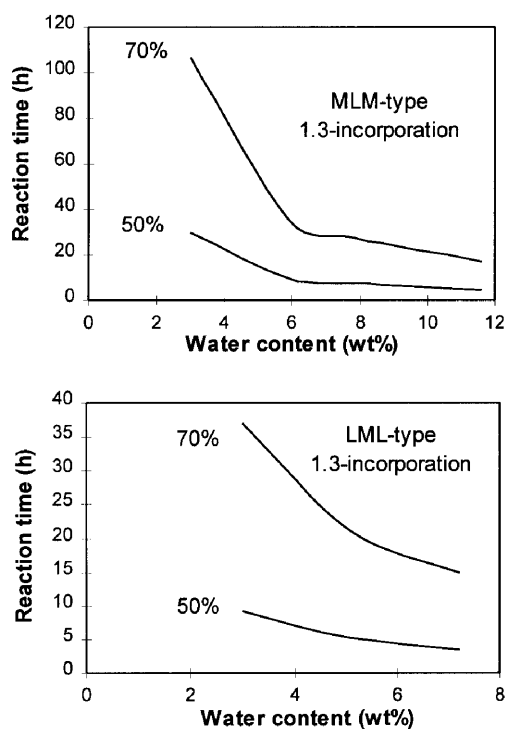 120
100
80
60
40
20
0
Reaction time (h)
70%
50%
MLM-type
1.3-incorporation
0 2 4 6 8 10 12
Water content (wt%)
40
35
30
25
20
15
10
5
0
Reaction time (h)
70%
50%
LML-type
1.3-incorporation
0 2 4 6 8
Water content (wt%)